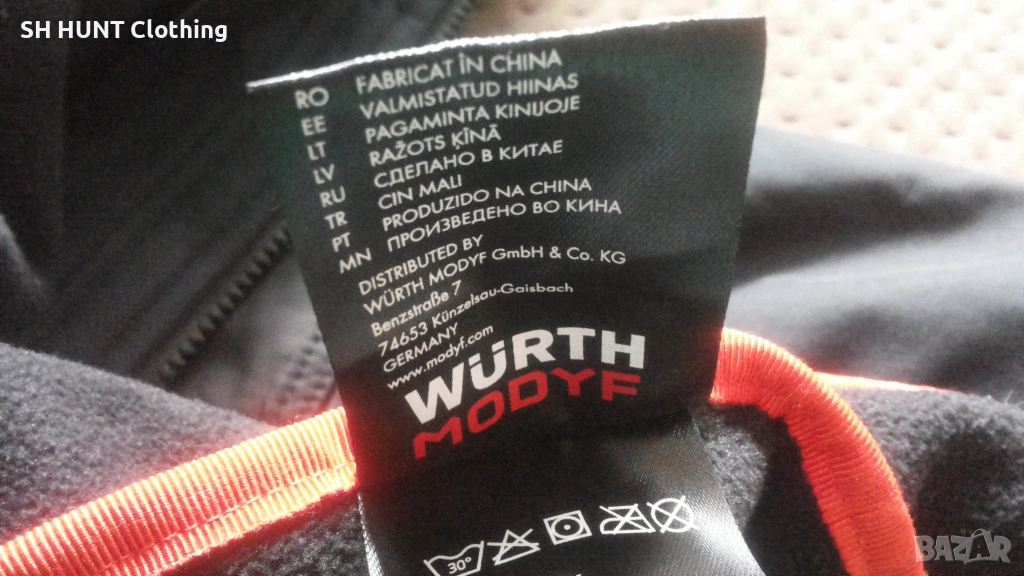 SH HUNT Clothing
RO FABRICAT ÎN CHINA
EE VALMISTATUD HIINAS
LT PAGAMINTA KINIJOJE
LV RAŽOTS ĶĪNĀ
RU СДЕЛАНО В КИТАЕ
TR CIN MALI
PT PRODUZIDO NA CHINA
MN ПРОИЗВЕДЕНО ВО КИНА
DISTRIBUTED BY
WÜRTH MODYF GmbH & Co. KG
Benzstraße 7
74653 Künzelsau-Gaisbach
GERMANY
www.modyf.com
WÜRTH
MODYF
30°
BAZAR